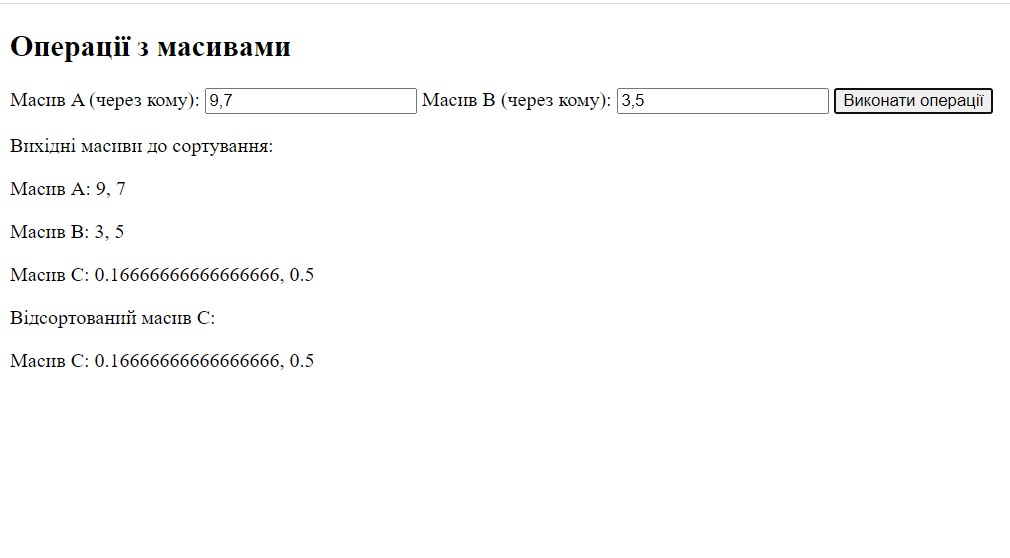 Операції з масивами
Масив A (через кому): 9,7 Масив B (через кому): 3,5 Виконати операції
Вихідні масиви до сортування:
Масив A: 9, 7
Масив B: 3, 5
Масив C: 0.16666666666666666, 0.5
Відсортований масив C:
Масив C: 0.16666666666666666, 0.5